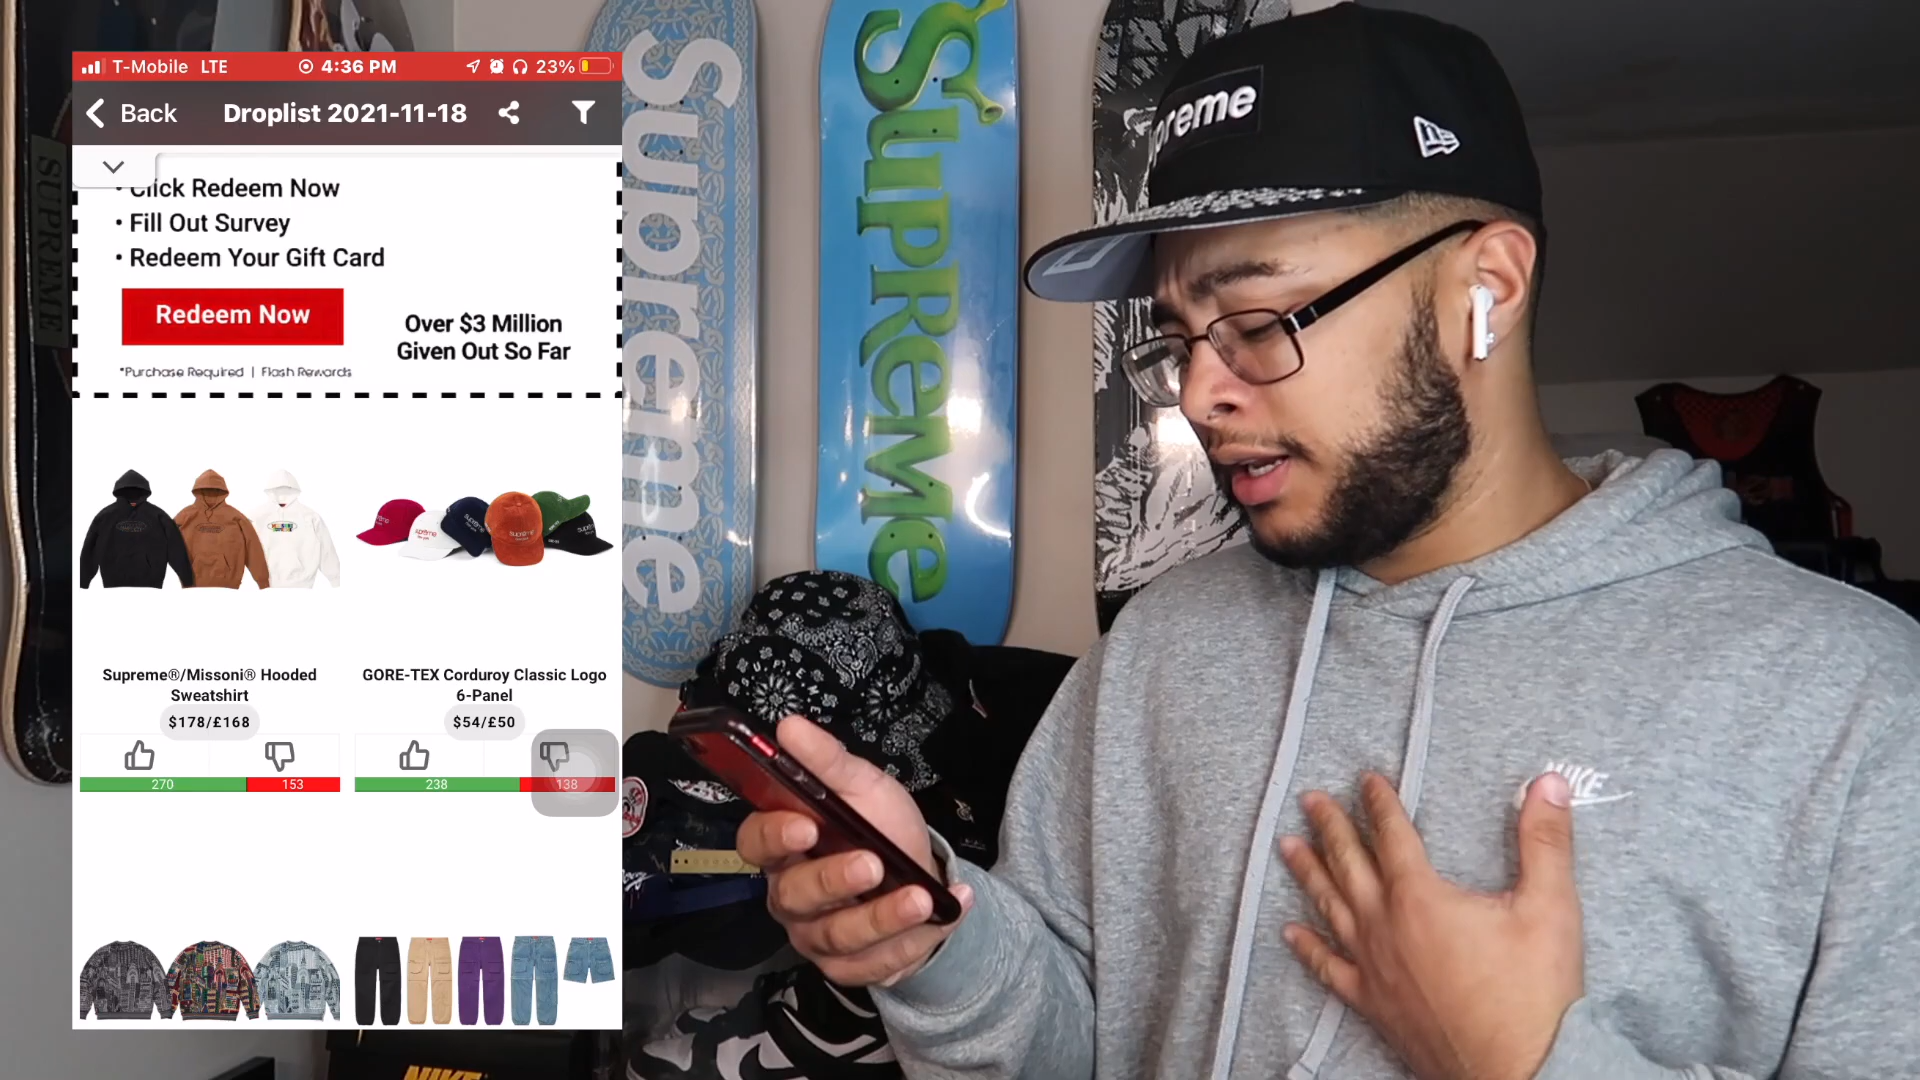 T-Mobile LTE 4:36 PM 23%
Back Droplist 2021-11-18
• Click Redeem Now
• Fill Out Survey
• Redeem Your Gift Card
Redeem Now
Over $3 Million
Given Out So Far
*Purchase Required | Flash Rewards
Supreme®/Missoni® Hooded
Sweatshirt
$178/£168
270 153
GORE-TEX Corduroy Classic Logo
6-Panel
$54/£50
238 138
SUPREME
Supreme
SupReMe
preme
NIKE
NIKE